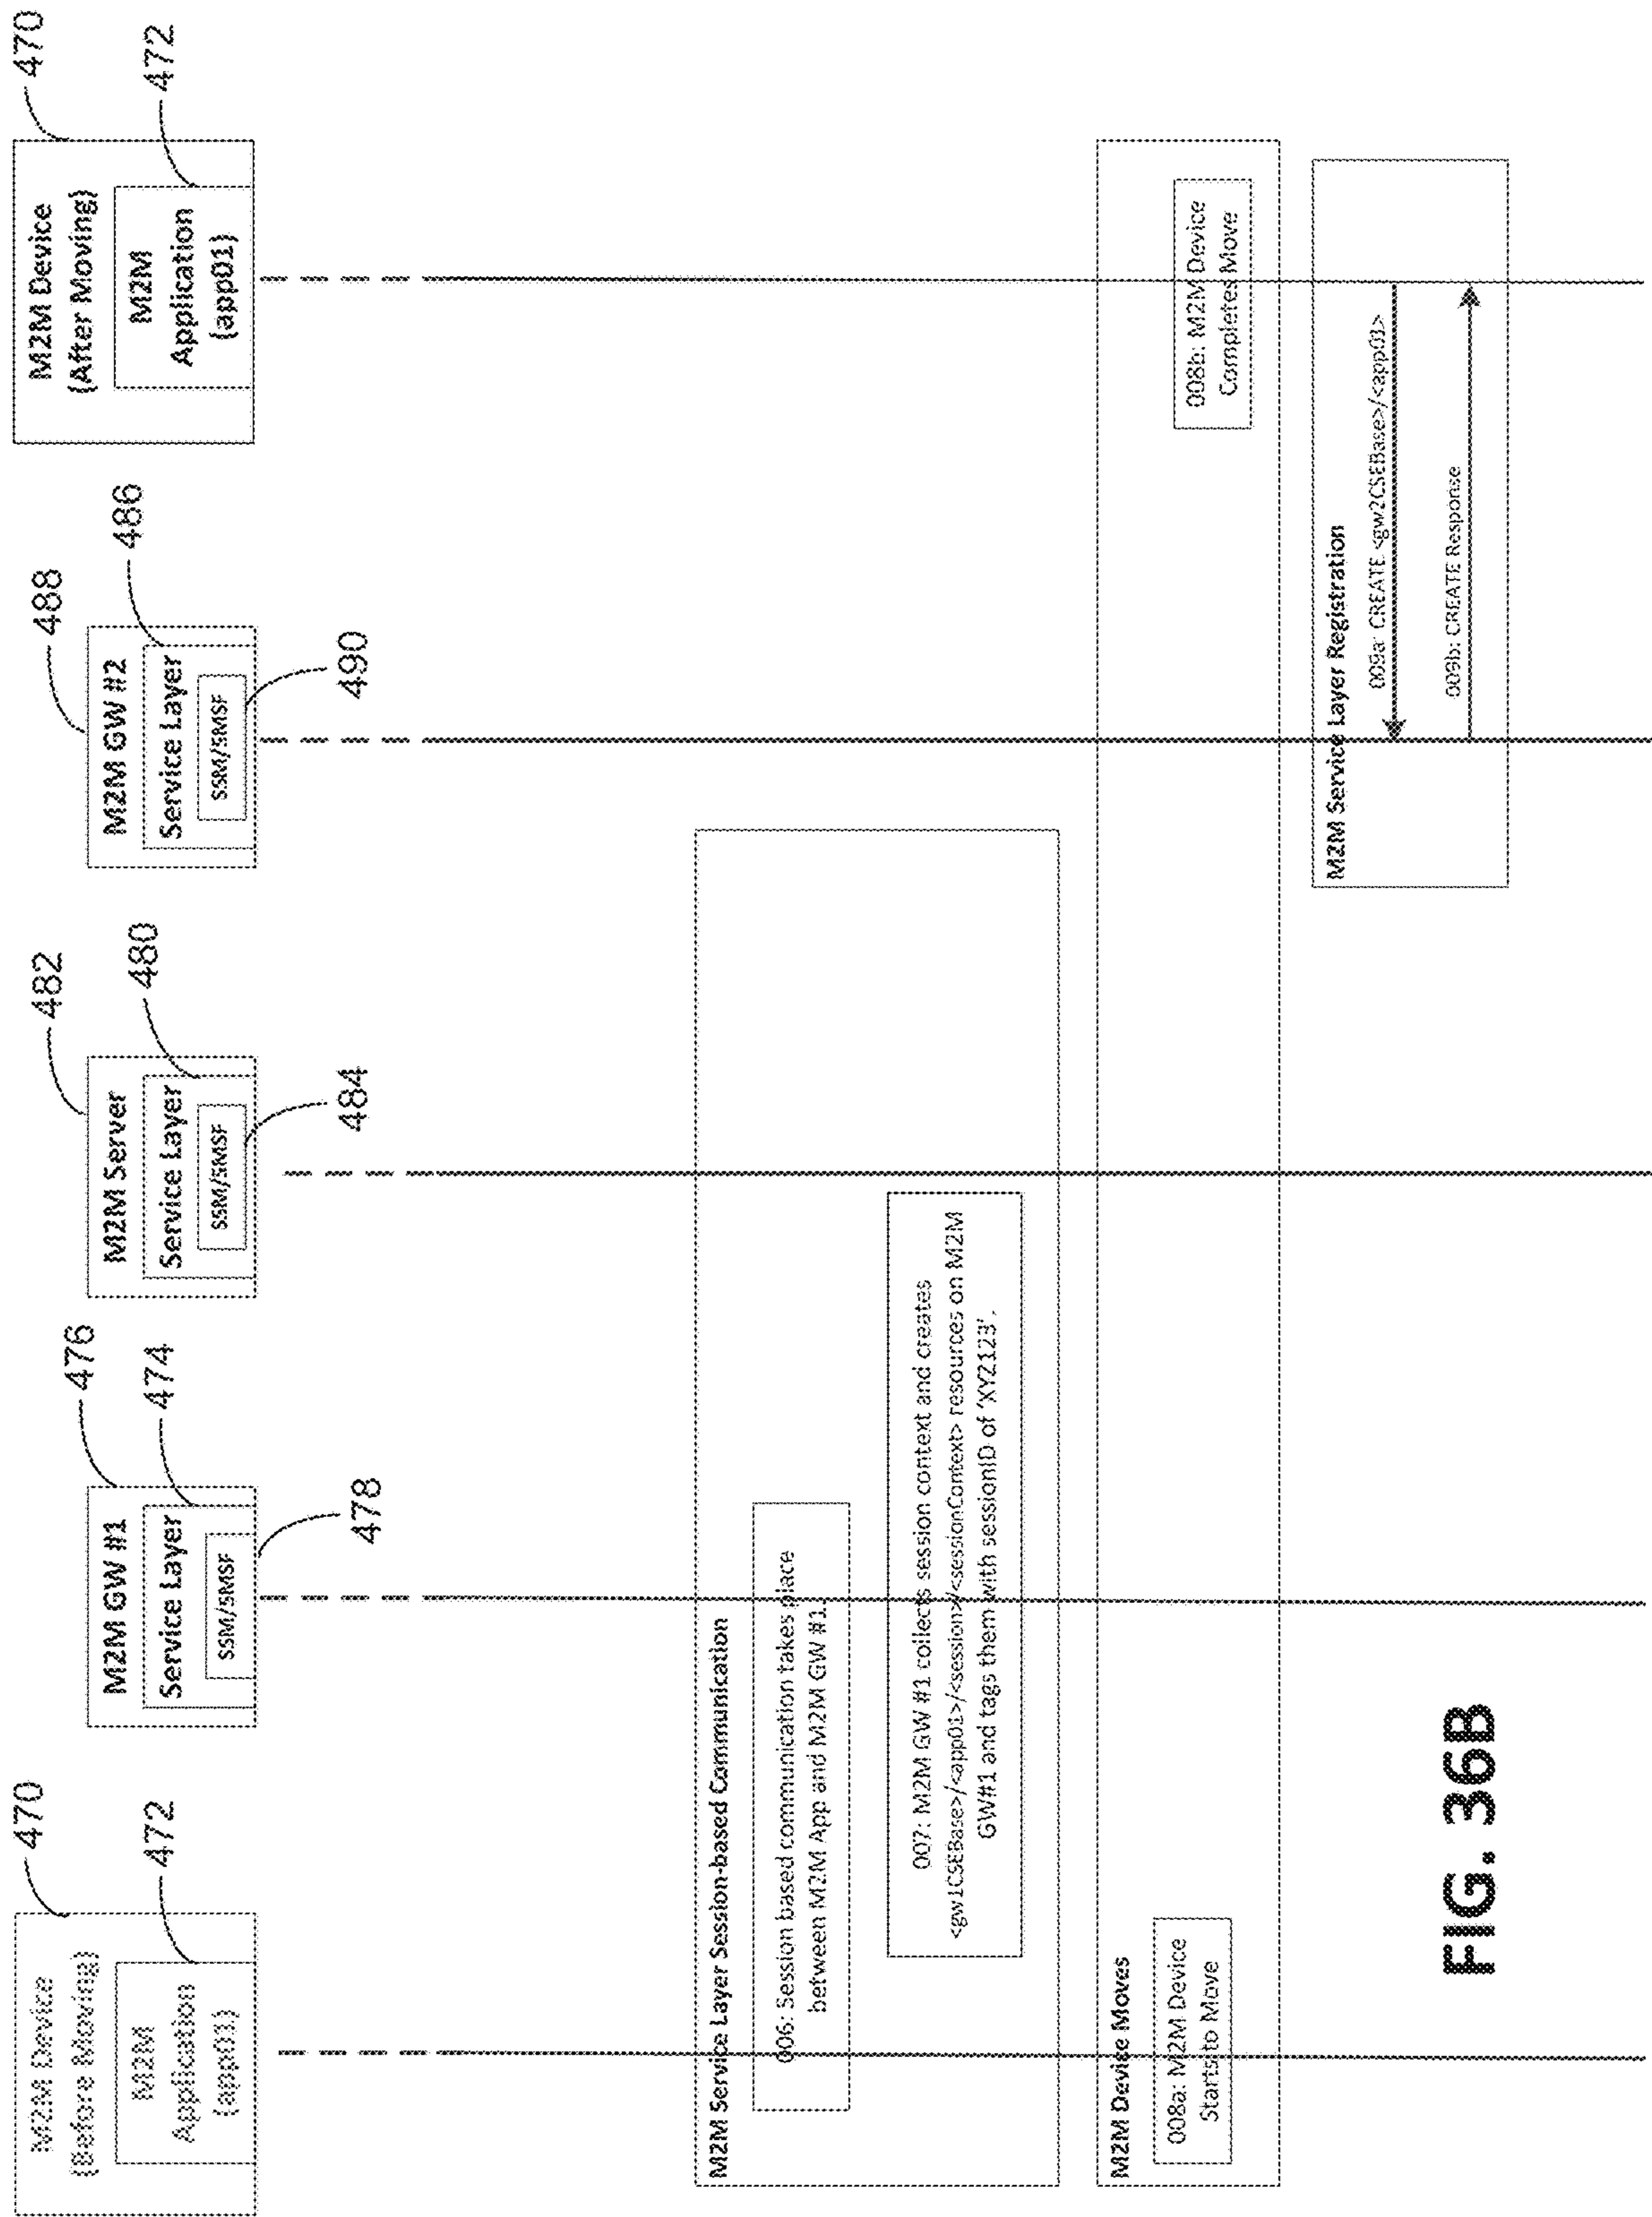 470
M2M Device
(Before Moving)
472
M2M
Application
(app01)
476
M2M GW #1
474
Service Layer
SSM/SMSF
478
482
M2M Server
480
Service Layer
SSM/SMSF
484
488
M2M GW #2
486
Service Layer
SSM/SMSF
490
470
M2M Device
(After Moving)
472
M2M
Application
(app01)
M2M Service Layer Session-based Communication
006: Session based communication takes place
between M2M App and M2M GW #1.
007: M2M GW #1 collects session context and creates
<gw1CSEBase>/<app01>/<session>/<sessionContext> resources on M2M
GW#1 and tags them with sessionID of 'XYZ123'.
M2M Device Moves
008a: M2M Device
Starts to Move
008b: M2M Device
Completes Move
M2M Service Layer Registration
009a: CREATE <gw2CSEBase>/<app01>
009b: CREATE Response
FIG. 36B